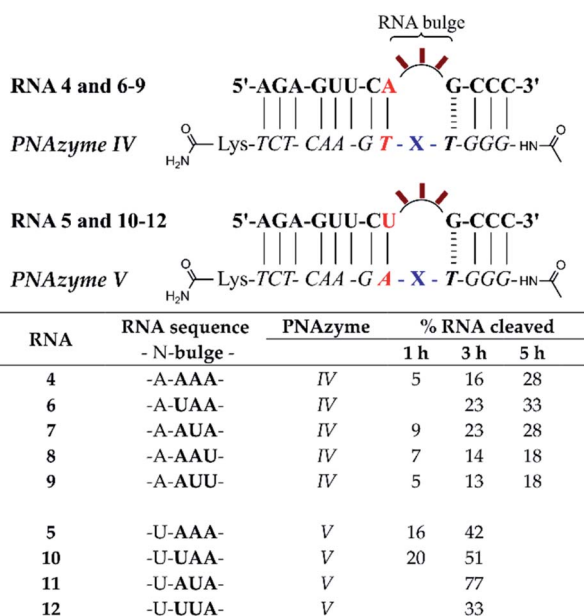 RNA bulge
RNA 4 and 6-9 5'-AGA-GUU-CA G-CCC-3'
PNAzyme IV H₂N O Lys-TCT- CAA -G T - X - T-GGG- HN O
RNA 5 and 10-12 5'-AGA-GUU-CU G-CCC-3'
PNAzyme V H₂N O Lys-TCT- CAA -G A - X - T-GGG- HN O
RNA RNA sequence PNAzyme % RNA cleaved
- N-bulge - 1 h 3 h 5 h
4 -A-AAA- IV 5 16 28
6 -A-UAA- IV 23 33
7 -A-AUA- IV 9 23 28
8 -A-AAU- IV 7 14 18
9 -A-AUU- IV 5 13 18
5 -U-AAA- V 16 42
10 -U-UAA- V 20 51
11 -U-AUA- V 77
12 -U-UUA- V 33